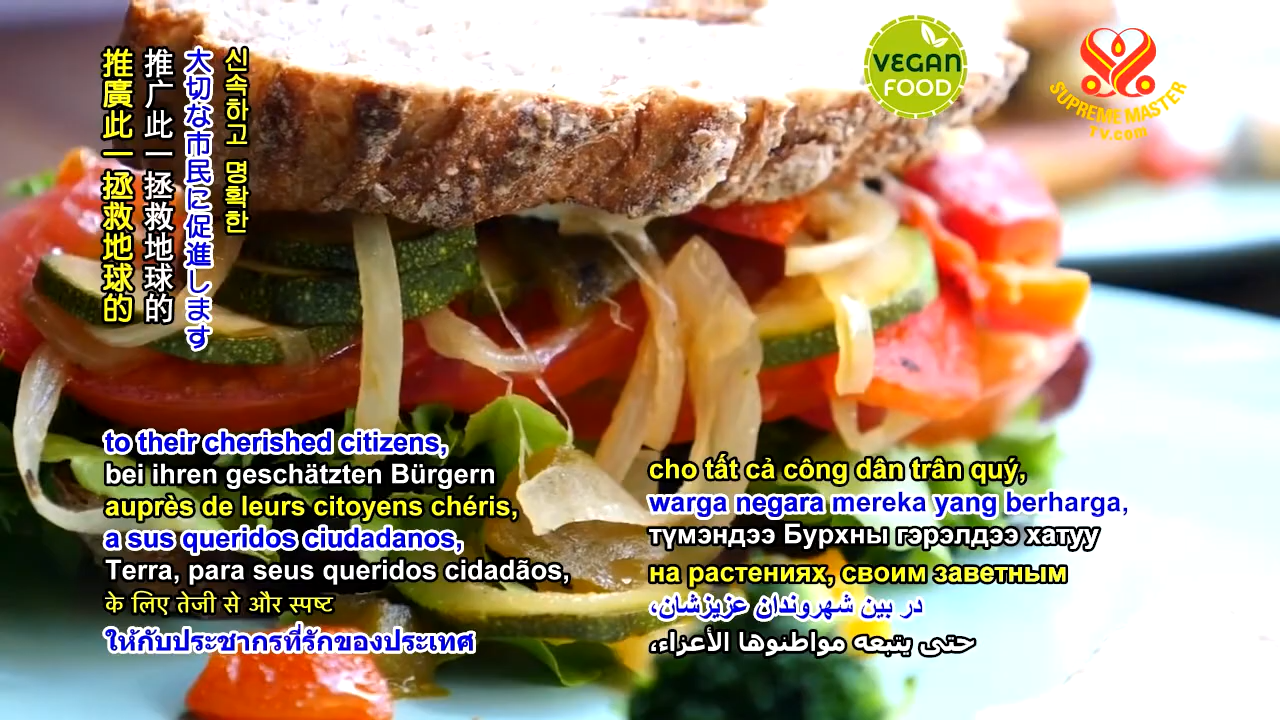 신속하고 명확한
大切な市民に促進します
推广此一拯救地球的
推廣此一拯救地球的
VEGAN
FOOD
SUPREME MASTER
TV.com
to their cherished citizens,
bei ihren geschätzten Bürgern
auprès de leurs citoyens chéris,
a sus queridos ciudadanos,
Terra, para seus queridos cidadãos,
के लिए तेजी से और स्पष्ट
ให้กับประชากรที่รักของประเทศ
cho tất cả công dân trân quý,
warga negara mereka yang berharga,
түмэндээ Бурхны гэрэлдээ хатуу
на растениях, своим заветным
در بین شهروندان عزیزشان،
حتى يتبعه مواطنوها الأعزاء،